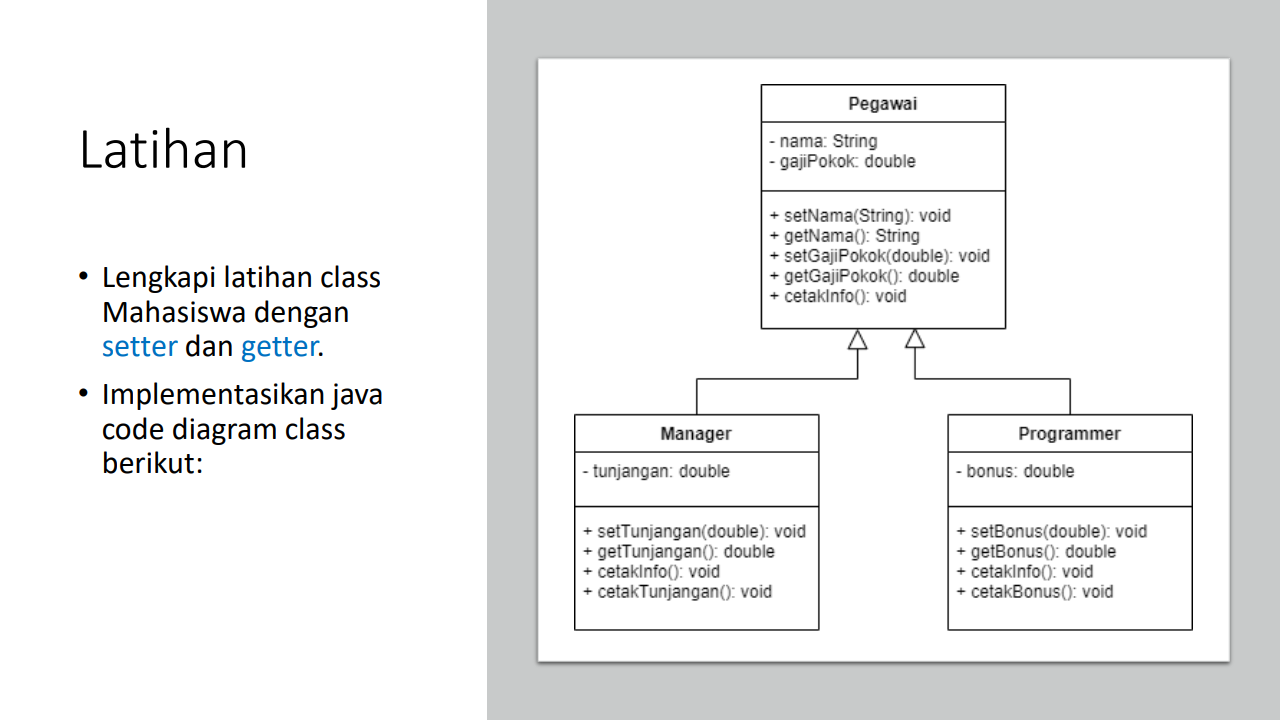 Latihan
• Lengkapi latihan class
Mahasiswa dengan
setter dan getter.
• Implementasikan java
code diagram class
berikut:
Pegawai
- nama: String
- gajiPokok: double
+ setNama(String): void
+ getNama(): String
+ setGajiPokok(double): void
+ getGajiPokok(): double
+ cetakInfo(): void
Manager
- tunjangan: double
+ setTunjangan(double): void
+ getTunjangan(): double
+ cetakInfo(): void
+ cetakTunjangan(): void
Programmer
- bonus: double
+ setBonus(double): void
+ getBonus(): double
+ cetakInfo(): void
+ cetakBonus(): void